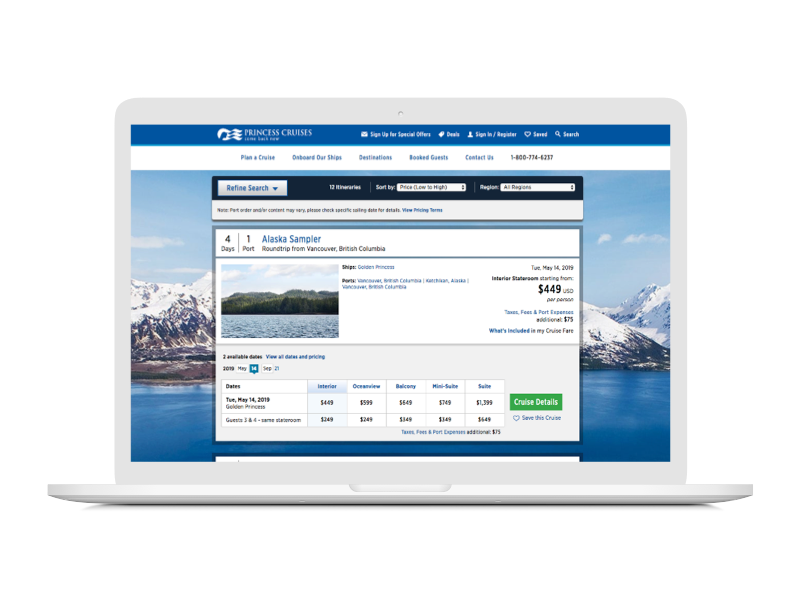 PRINCESS CRUISES
come back new
Sign Up for Special Offers Deals Sign In / Register Saved Search
Plan a Cruise Onboard Our Ships Destinations Booked Guests Contact Us 1-800-774-6237
Refine Search 12 Itineraries Sort by: Price (Low to High) Region: All Regions
Note: Port order and/or content may vary, please check specific sailing date for details. View Pricing Terms
4 1 Alaska Sampler
Days Port Roundtrip from Vancouver, British Columbia
Ships: Golden Princess
Tue, May 14, 2019
Ports: Vancouver, British Columbia | Ketchikan, Alaska |
Vancouver, British Columbia
Interior Stateroom starting from:
$449 USD
per person
Taxes, Fees & Port Expenses
additional: $75
What's Included in my Cruise Fare
2 available dates View all dates and pricing
2019 May 14 Sep 21
Dates Interior Oceanview Balcony Mini-Suite Suite
Tue, May 14, 2019
Golden Princess
$449 $599 $649 $749 $1,399
Cruise Details
Guests 3 & 4 - same stateroom $249 $249 $349 $349 $649
Save this Cruise
Taxes, Fees & Port Expenses additional: $75